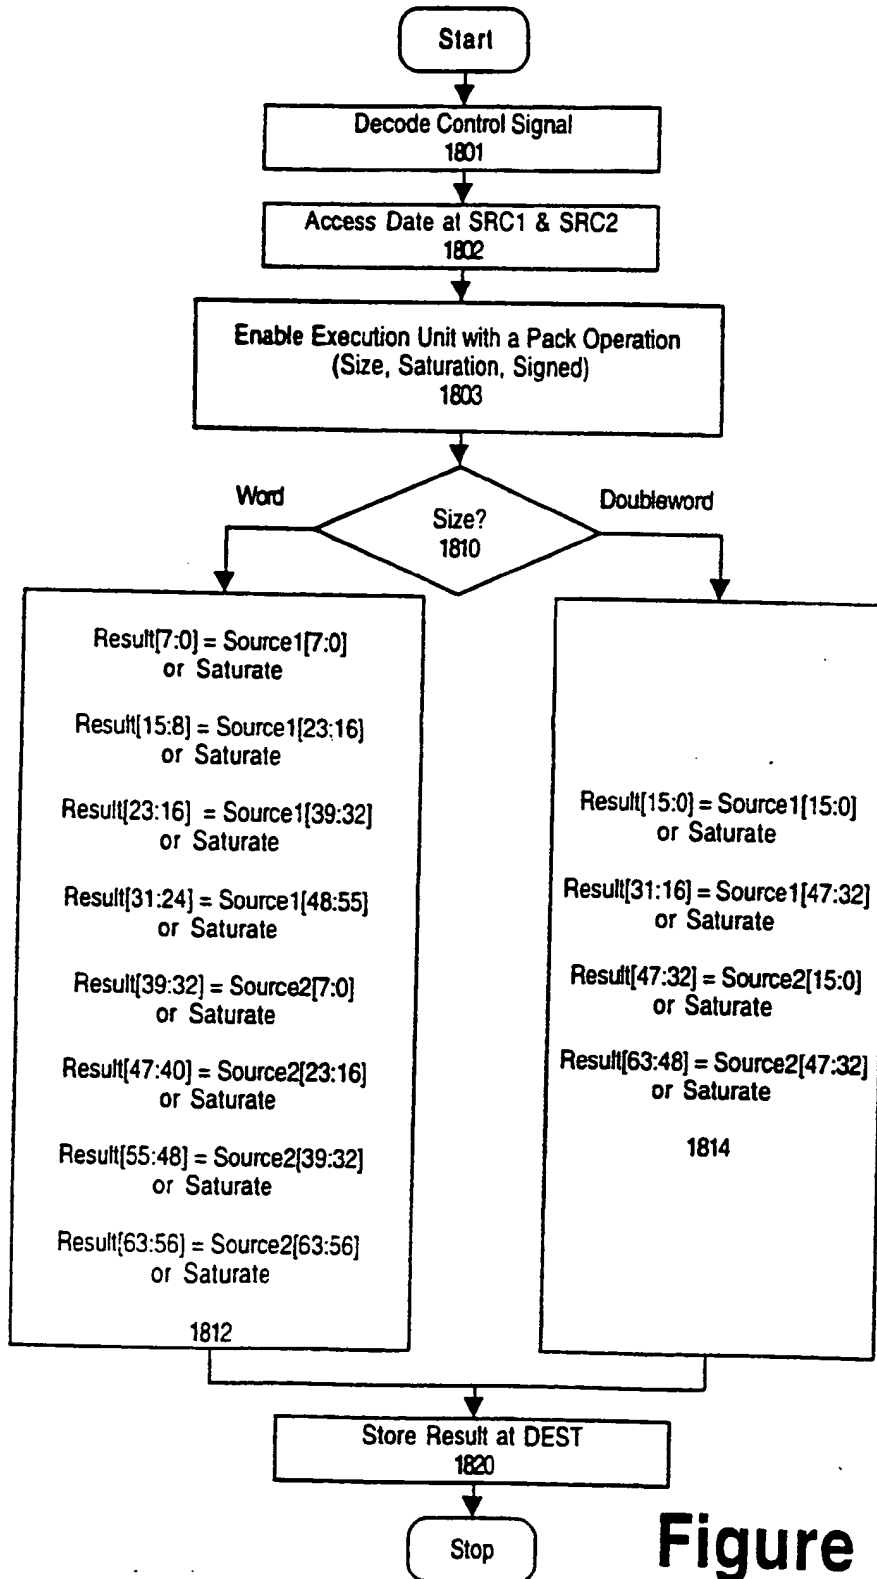 Start
Decode Control Signal
1801
Access Date at SRC1 & SRC2
1802
Enable Execution Unit with a Pack Operation
(Size, Saturation, Signed)
1803
Word
Size?
1810
Doubleword
Result[7:0] = Source1[7:0]
or Saturate
Result[15:8] = Source1[23:16]
or Saturate
Result[23:16] = Source1[39:32]
or Saturate
Result[31:24] = Source1[48:55]
or Saturate
Result[39:32] = Source2[7:0]
or Saturate
Result[47:40] = Source2[23:16]
or Saturate
Result[55:48] = Source2[39:32]
or Saturate
Result[63:56] = Source2[63:56]
or Saturate
1812
Result[15:0] = Source1[15:0]
or Saturate
Result[31:16] = Source1[47:32]
or Saturate
Result[47:32] = Source2[15:0]
or Saturate
Result[63:48] = Source2[47:32]
or Saturate
1814
Store Result at DEST
1820
Stop
Figure